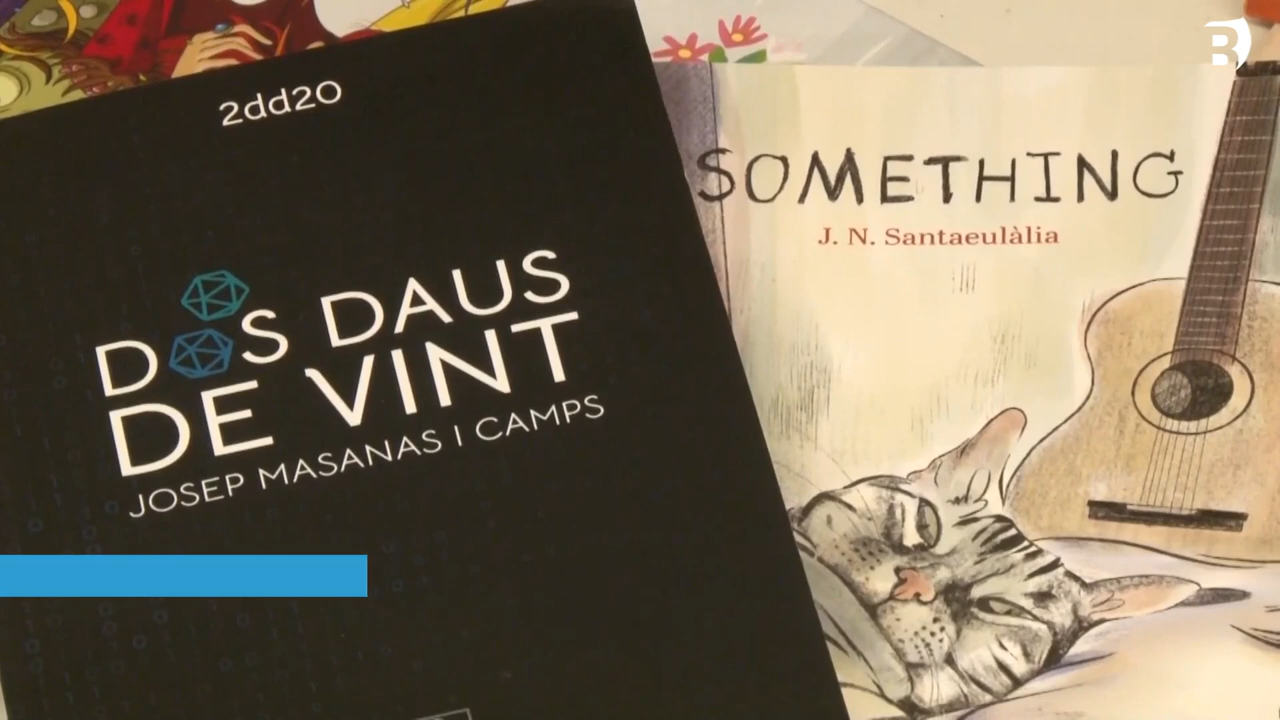 2dd20
DOS DAUS
DE VINT
JOSEP MASANAS I CAMPS
SOMETHING
J. N. Santaeulàlia
B